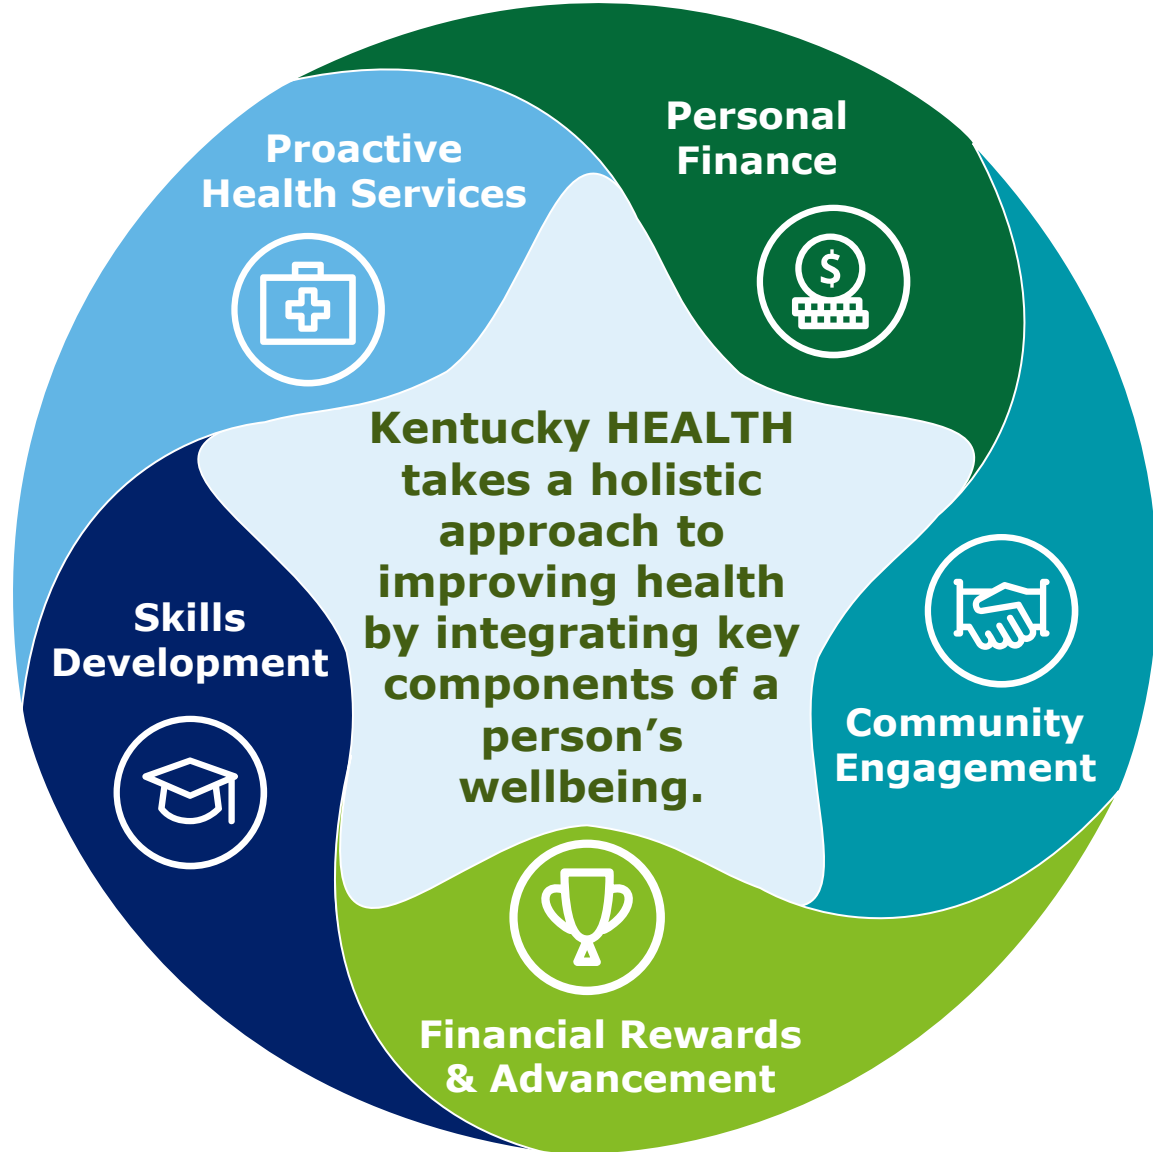 Proactive
Health Services
Personal
Finance
$
Kentucky HEALTH
takes a holistic
approach to
improving health
by integrating key
components of a
person’s
wellbeing.
Skills
Development
Community
Engagement
Financial Rewards
& Advancement